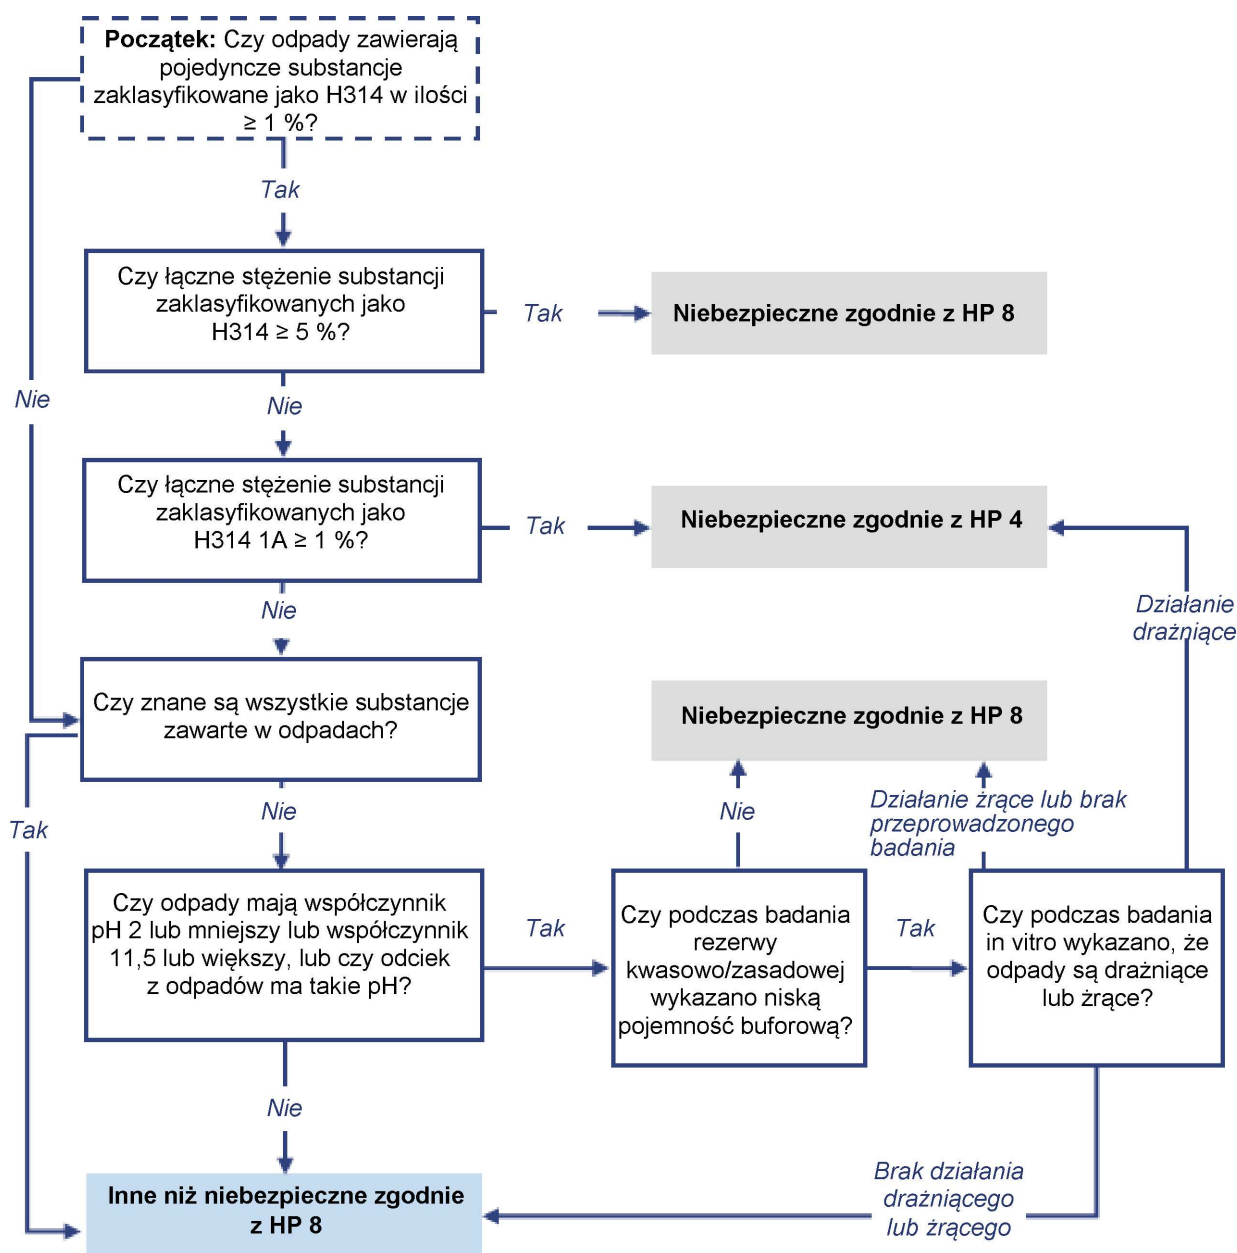 Początek: Czy odpady zawierają
pojedyncze substancje
zaklasyfikowane jako H314 w ilości
≥ 1 %?
Tak
Czy łączne stężenie substancji
zaklasyfikowanych jako
H314 ≥ 5 %?
Tak
Niebezpieczne zgodnie z HP 8
Nie
Nie
Czy łączne stężenie substancji
zaklasyfikowanych jako
H314 1A ≥ 1 %?
Tak
Niebezpieczne zgodnie z HP 4
Nie
Działanie
drażniące
Czy znane są wszystkie substancje
zawarte w odpadach?
Niebezpieczne zgodnie z HP 8
Tak
Nie
Nie
Działanie żrące lub brak
przeprowadzonego
badania
Czy odpady mają współczynnik
pH 2 lub mniejszy lub współczynnik
11,5 lub większy, lub czy odciek
z odpadów ma takie pH?
Tak
Czy podczas badania
rezerwy
kwasowo/zasadowej
wykazano niską
pojemność buforową?
Tak
Czy podczas badania
in vitro wykazano, że
odpady są drażniące
lub żrące?
Nie
Brak działania
drażniącego
lub żrącego
Inne niż niebezpieczne zgodnie
z HP 8